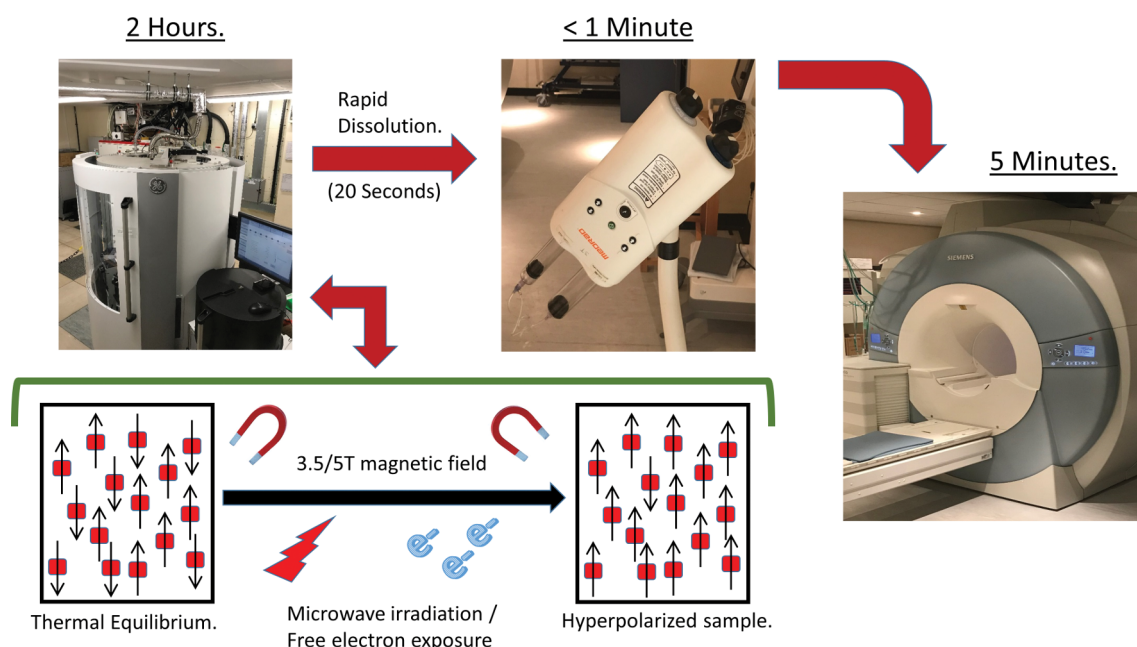 2 Hours.
< 1 Minute
Rapid
Dissolution.
(20 Seconds)
5 Minutes.
SIEMENS
MEDRAD
3.5/5T magnetic field
e⁻
e⁻
e⁻
Microwave irradiation /
Free electron exposure
Thermal Equilibrium.
Hyperpolarized sample.